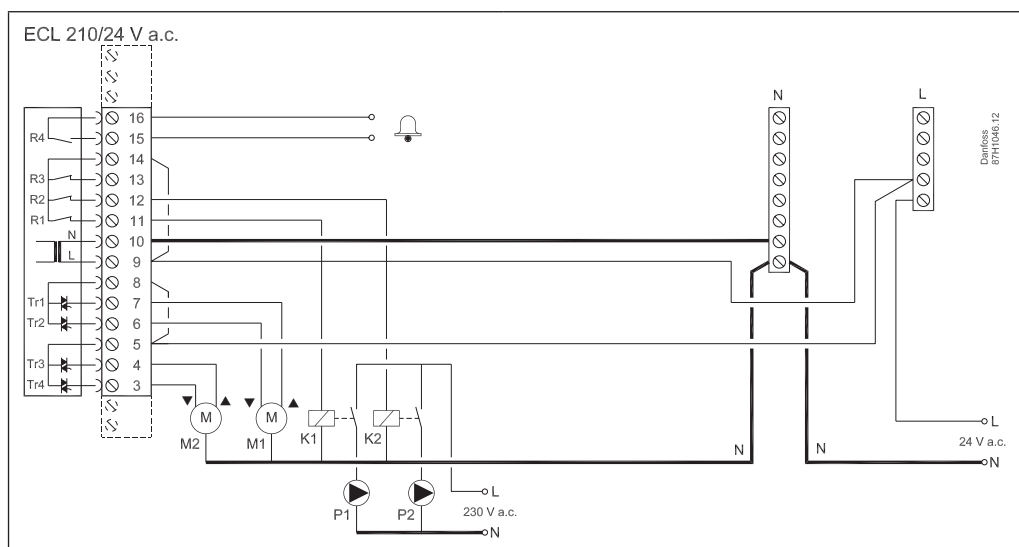 ECL 210/24 V a.c.
N
L
Danfoss
87H1046.12
16
R4
15
14
R3
13
R2
12
R1
11
N
10
L
9
8
Tr1
7
Tr2
6
5
Tr3
4
Tr4
3
M
M
M2
M1
K1
K2
N
N
L
24 V a.c.
N
P1
P2
L
230 V a.c.
N